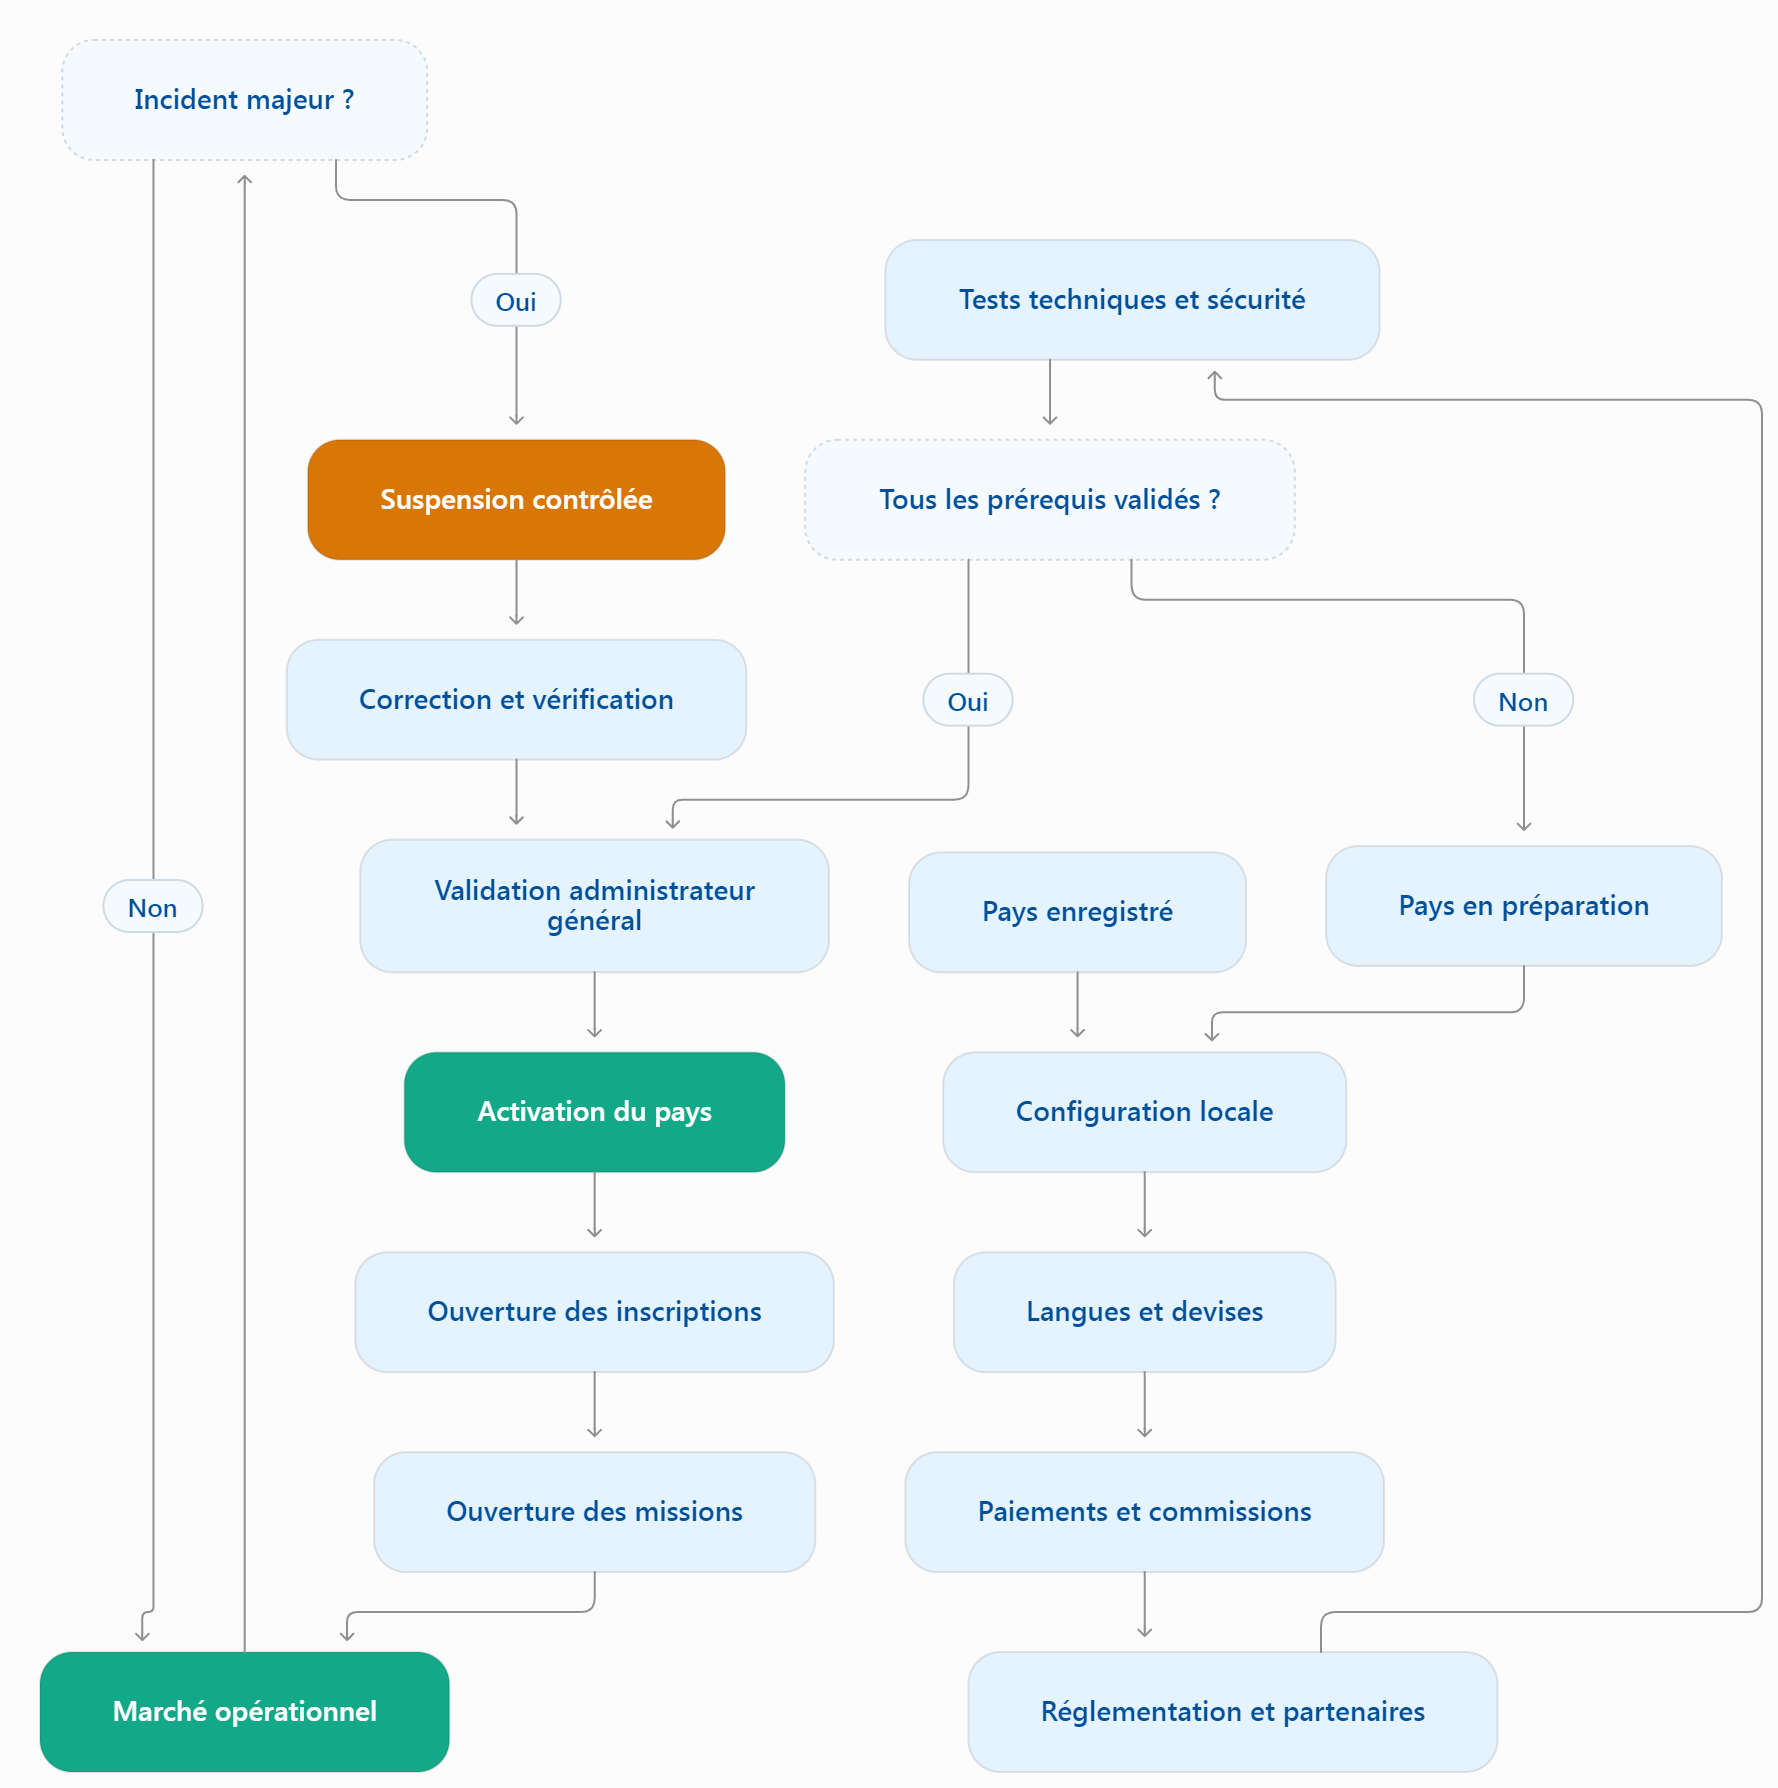 Incident majeur ?
Oui
Tests techniques et sécurité
Suspension contrôlée
Tous les prérequis validés ?
Correction et vérification
Oui
Non
Validation administrateur
général
Non
Pays enregistré
Pays en préparation
Activation du pays
Configuration locale
Ouverture des inscriptions
Langues et devises
Ouverture des missions
Paiements et commissions
Marché opérationnel
Réglementation et partenaires